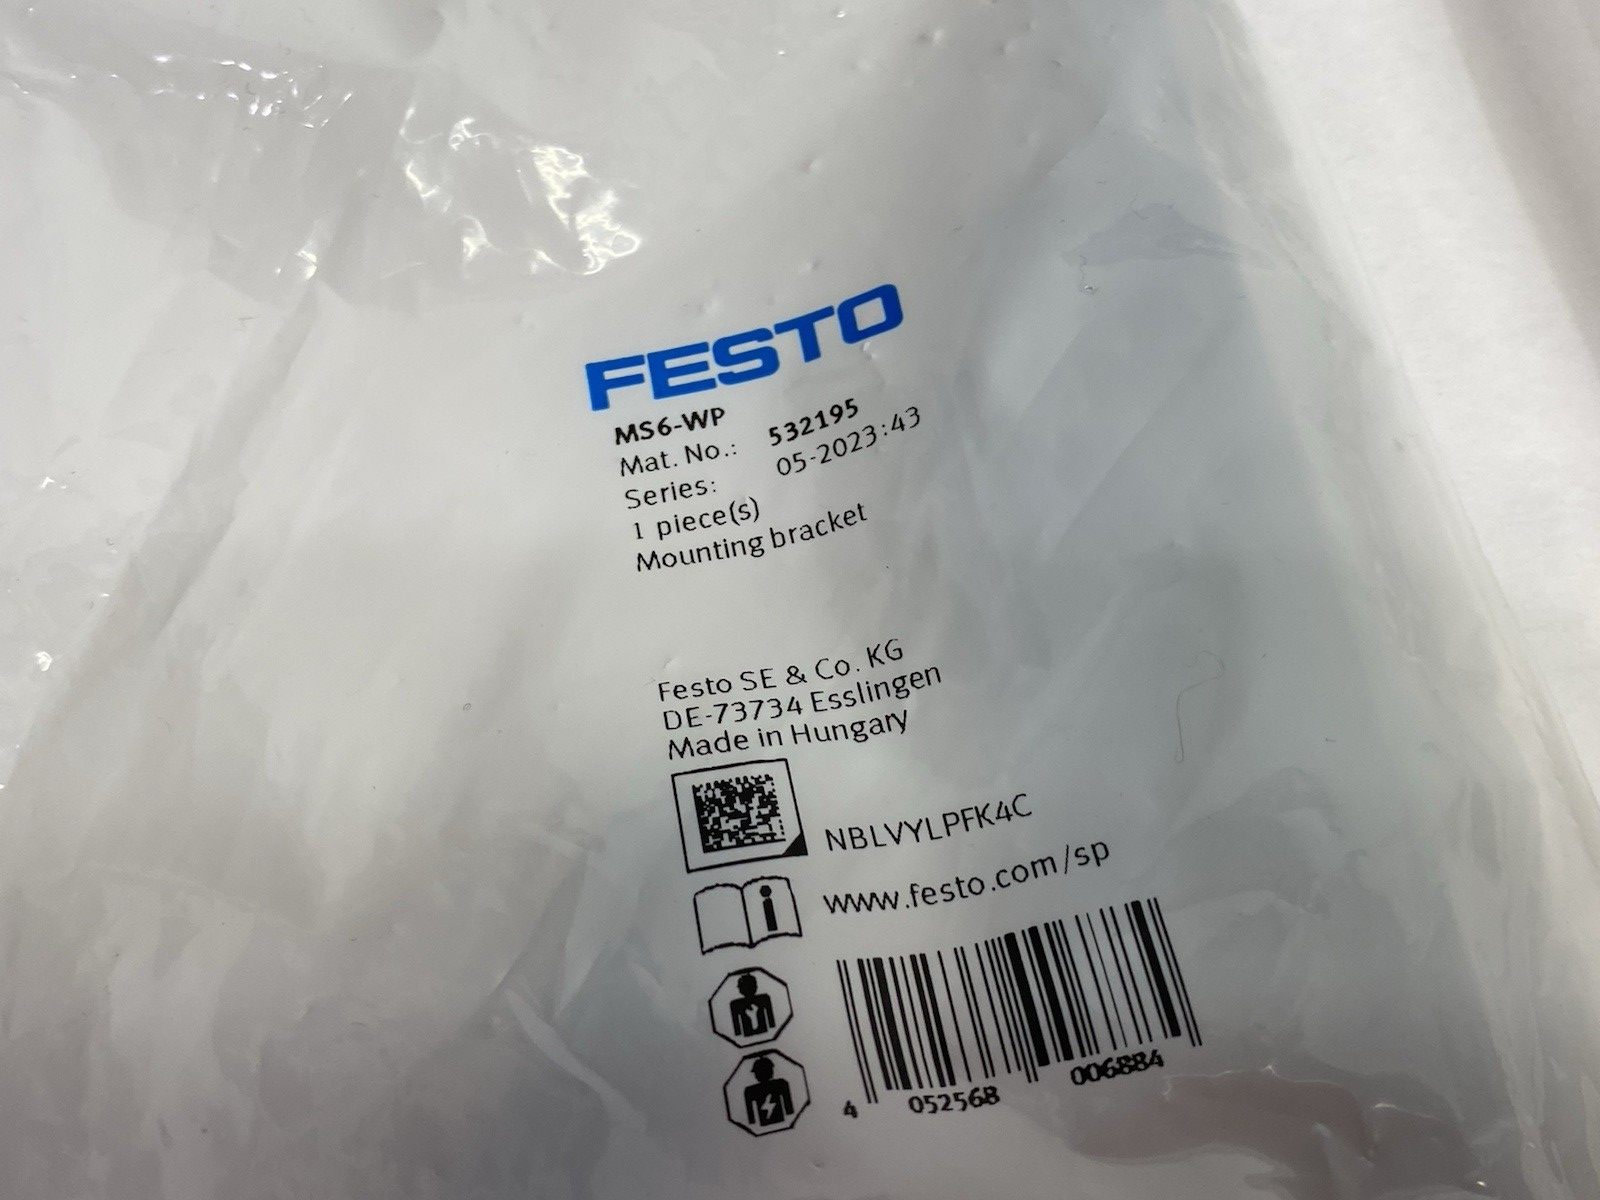 FESTO
MS6-WP
Mat. No.: 532195
Series: 05-2023:43
1 piece(s)
Mounting bracket
Festo SE & Co. KG
DE-73734 Esslingen
Made in Hungary
NBLVYLPFK4C
www.festo.com/sp
4 052568 006884